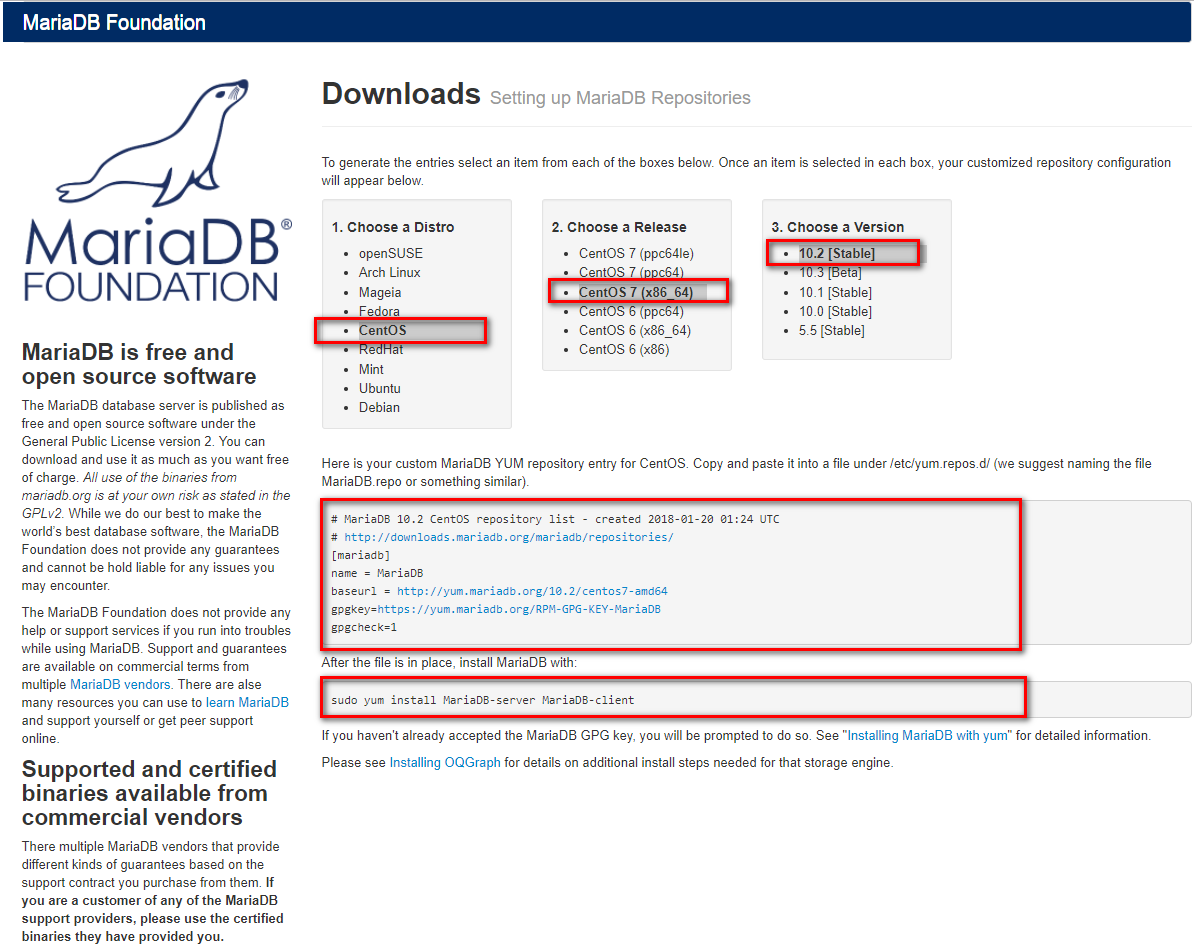 MariaDB Foundation
MariaDB®
FOUNDATION
MariaDB is free and
open source software
The MariaDB database server is published as
free and open source software under the
General Public License version 2. You can
download and use it as much as you want free
of charge. All use of the binaries from
mariadb.org is at your own risk as stated in the
GPLv2. While we do our best to make the
world's best database software, the MariaDB
Foundation does not provide any guarantees
and cannot be hold liable for any issues you
may encounter.
The MariaDB Foundation does not provide any
help or support services if you run into troubles
while using MariaDB. Support and guarantees
are available on commercial terms from
multiple MariaDB vendors. There are alse
many resources you can use to learn MariaDB
and support yourself or get peer support
online.
Supported and certified
binaries available from
commercial vendors
There multiple MariaDB vendors that provide
different kinds of guarantees based on the
support contract you purchase from them. If
you are a customer of any of the MariaDB
support providers, please use the certified
binaries they have provided you.
Downloads Setting up MariaDB Repositories
To generate the entries select an item from each of the boxes below. Once an item is selected in each box, your customized repository configuration
will appear below.
1. Choose a Distro
openSUSE
Arch Linux
Mageia
Fedora
CentOS
RedHat
Mint
Ubuntu
Debian
2. Choose a Release
CentOS 7 (ppc64le)
CentOS 7 (ppc64)
CentOS 7 (x86_64)
CentOS 6 (ppc64)
CentOS 6 (x86_64)
CentOS 6 (x86)
3. Choose a Version
10.2 [Stable]
10.3 [Beta]
10.1 [Stable]
10.0 [Stable]
5.5 [Stable]
Here is your custom MariaDB YUM repository entry for CentOS. Copy and paste it into a file under /etc/yum.repos.d/ (we suggest naming the file
MariaDB.repo or something similar).
# MariaDB 10.2 CentOS repository list - created 2018-01-20 01:24 UTC
# http://downloads.mariadb.org/mariadb/repositories/
[mariadb]
name = MariaDB
baseurl = http://yum.mariadb.org/10.2/centos7-amd64
gpgkey=https://yum.mariadb.org/RPM-GPG-KEY-MariaDB
gpgcheck=1
After the file is in place, install MariaDB with:
sudo yum install MariaDB-server MariaDB-client
If you haven't already accepted the MariaDB GPG key, you will be prompted to do so. See "Installing MariaDB with yum" for detailed information.
Please see Installing OQGraph for details on additional install steps needed for that storage engine.